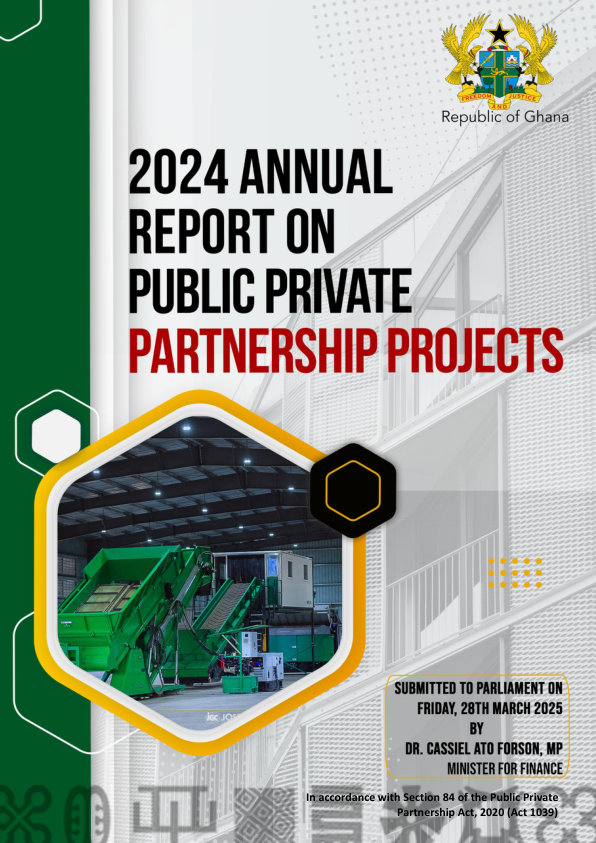 FREEDOM AND JUSTICE
Republic of Ghana
2024 ANNUAL
REPORT ON
PUBLIC PRIVATE
PARTNERSHIP PROJECTS
SUBMITTED TO PARLIAMENT ON
FRIDAY, 28TH MARCH 2025
BY
DR. CASSIEL ATO FORSON, MP
MINISTER FOR FINANCE
In accordance with Section 84 of the Public Private
Partnership Act, 2020 (Act 1039)